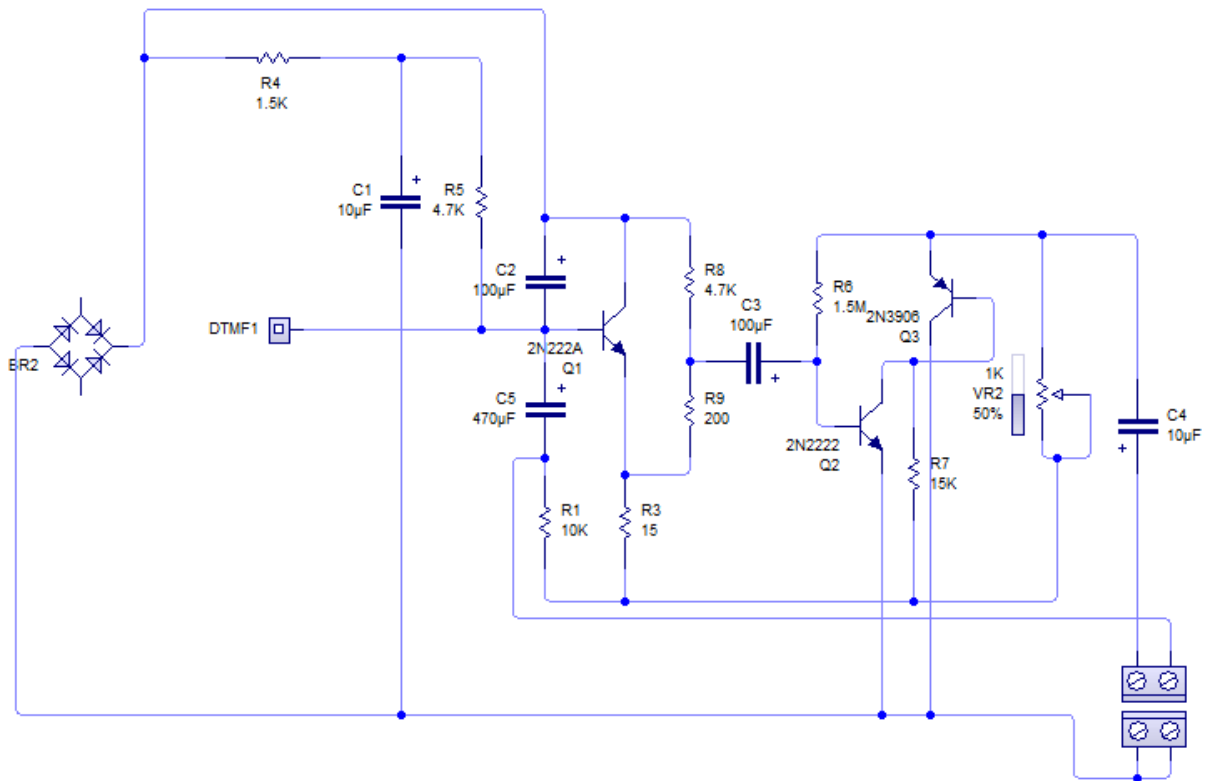 R4
1.5K
C1
10µF
R5
4.7K
C2
100µF
R8
4.7K
R6
1.5M
C3
100µF
2N3906
Q3
DTMF1
2N222A
Q1
BR2
1K
VR2
50%
C5
470µF
R9
200
C4
10µF
2N2222
Q2
R7
15K
R1
10K
R3
15